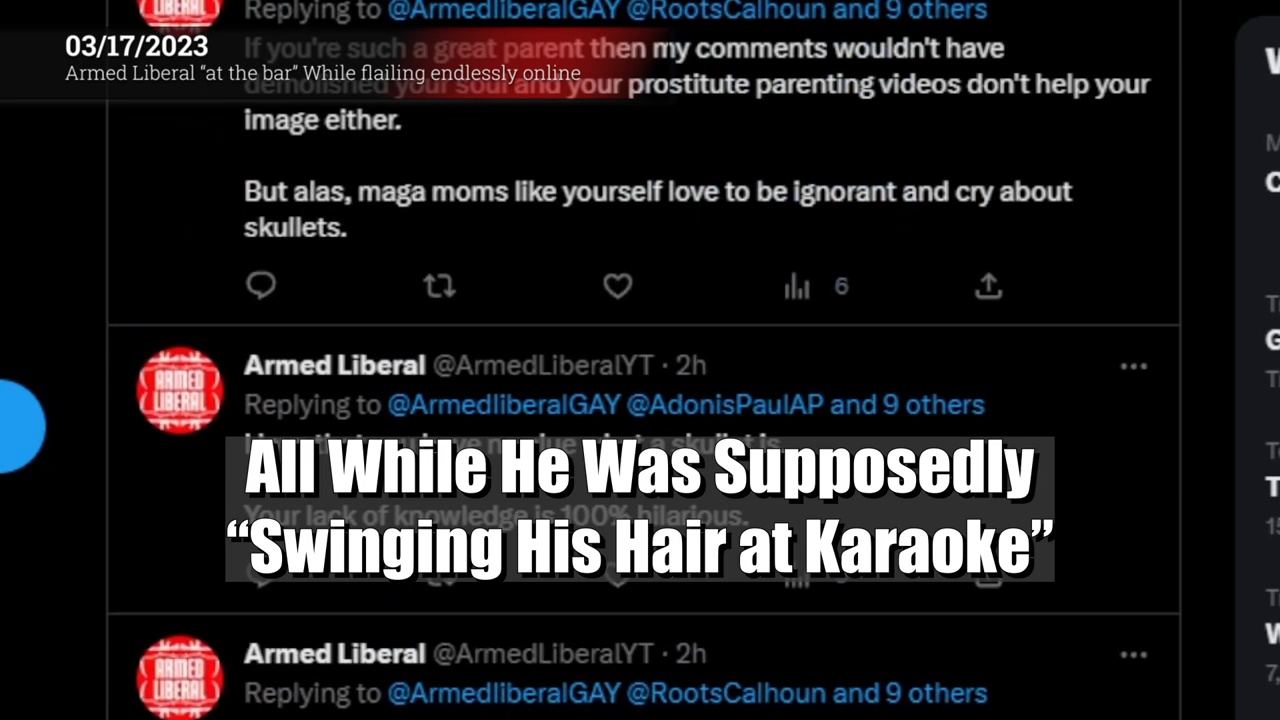 Replying to @ArmedliberalGAY @RootsCalhoun and 9 others
03/17/2023
Armed Liberal “at the bar” While flailing endlessly online
If you're such a great parent then my comments wouldn't have
demolished your soul and your prostitute parenting videos don't help your
image either.
But alas, maga moms like yourself love to be ignorant and cry about
skullets.
6
ARMED
LIBERAL
Armed Liberal @ArmedLiberalYT · 2h
Replying to @ArmedliberalGAY @AdonisPaulAP and 9 others
All While He Was Supposedly
Your lack of knowledge is 100% hilarious.
“Swinging His Hair at Karaoke”
ARMED
LIBERAL
Armed Liberal @ArmedLiberalYT · 2h
Replying to @ArmedliberalGAY @RootsCalhoun and 9 others